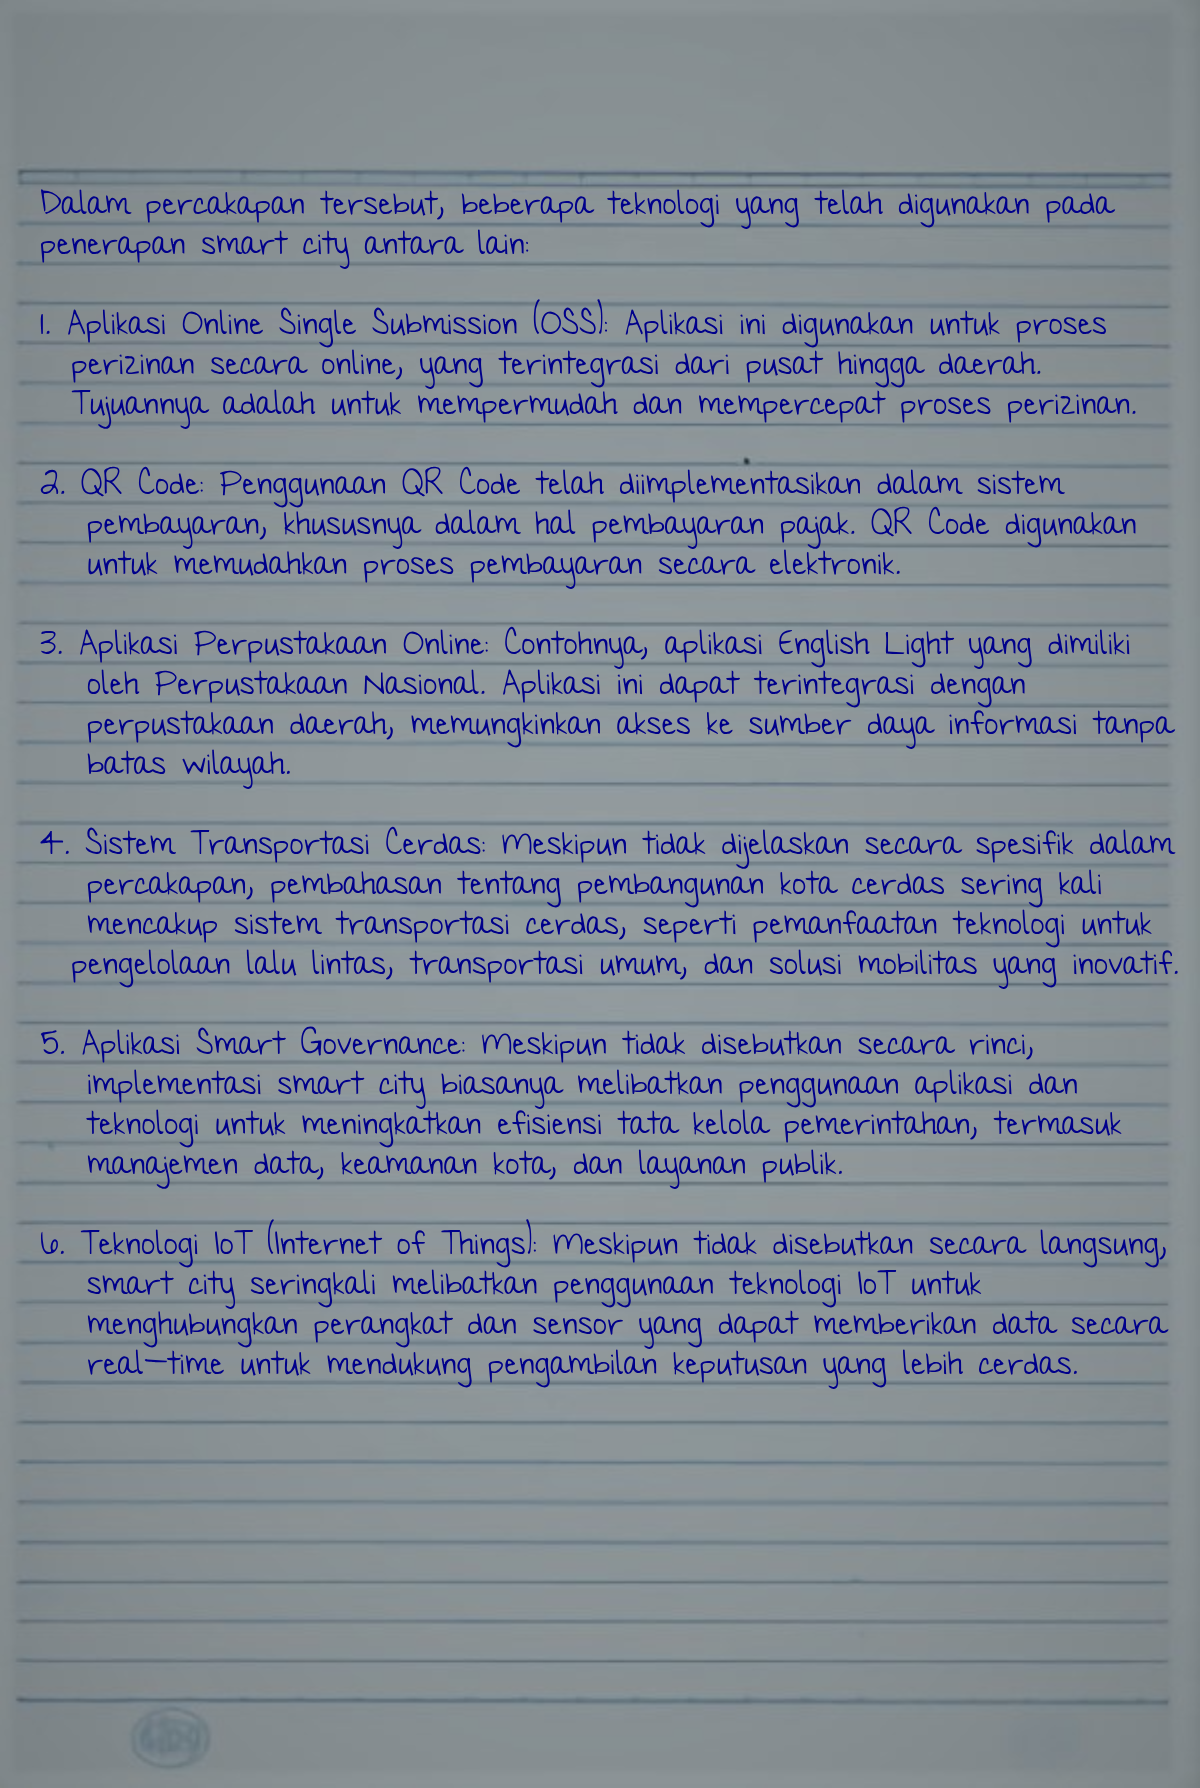 Dalam percakapan tersebut, beberapa teknologi yang telah digunakan pada
penerapan smart city antara lain:
1. Aplikasi Online Single Submission (OSS): Aplikasi ini digunakan untuk proses
perizinan secara online, yang terintegrasi dari pusat hingga daerah.
Tujuannya adalah untuk mempermudah dan mempercepat proses perizinan.
2. QR Code: Penggunaan QR Code telah diimplementasikan dalam sistem
pembayaran, khususnya dalam hal pembayaran pajak. QR Code digunakan
untuk memudahkan proses pembayaran secara elektronik.
3. Aplikasi Perpustakaan Online: Contohnya, aplikasi English Light yang dimiliki
oleh Perpustakaan Nasional. Aplikasi ini dapat terintegrasi dengan
perpustakaan daerah, memungkinkan akses ke sumber daya informasi tanpa
batas wilayah.
4. Sistem Transportasi Cerdas: Meskipun tidak dijelaskan secara spesifik dalam
percakapan, pembahasan tentang pembangunan kota cerdas sering kali
mencakup sistem transportasi cerdas, seperti pemanfaatan teknologi untuk
pengelolaan lalu lintas, transportasi umum, dan solusi mobilitas yang inovatif.
5. Aplikasi Smart Governance: Meskipun tidak disebutkan secara rinci,
implementasi smart city biasanya melibatkan penggunaan aplikasi dan
teknologi untuk meningkatkan efisiensi tata kelola pemerintahan, termasuk
manajemen data, keamanan kota, dan layanan publik.
6. Teknologi IoT (Internet of Things): Meskipun tidak disebutkan secara langsung,
smart city seringkali melibatkan penggunaan teknologi IoT untuk
menghubungkan perangkat dan sensor yang dapat memberikan data secara
real-time untuk mendukung pengambilan keputusan yang lebih cerdas.